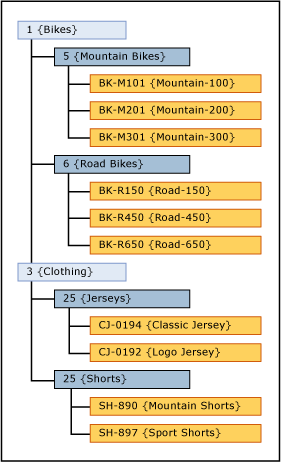 1 {Bikes}
5 {Mountain Bikes}
BK-M101 {Mountain-100}
BK-M201 {Mountain-200}
BK-M301 {Mountain-300}
6 {Road Bikes}
BK-R150 {Road-150}
BK-R450 {Road-450}
BK-R650 {Road-650}
3 {Clothing}
25 {Jerseys}
CJ-0194 {Classic Jersey}
CJ-0192 {Logo Jersey}
25 {Shorts}
SH-890 {Mountain Shorts}
SH-897 {Sport Shorts}